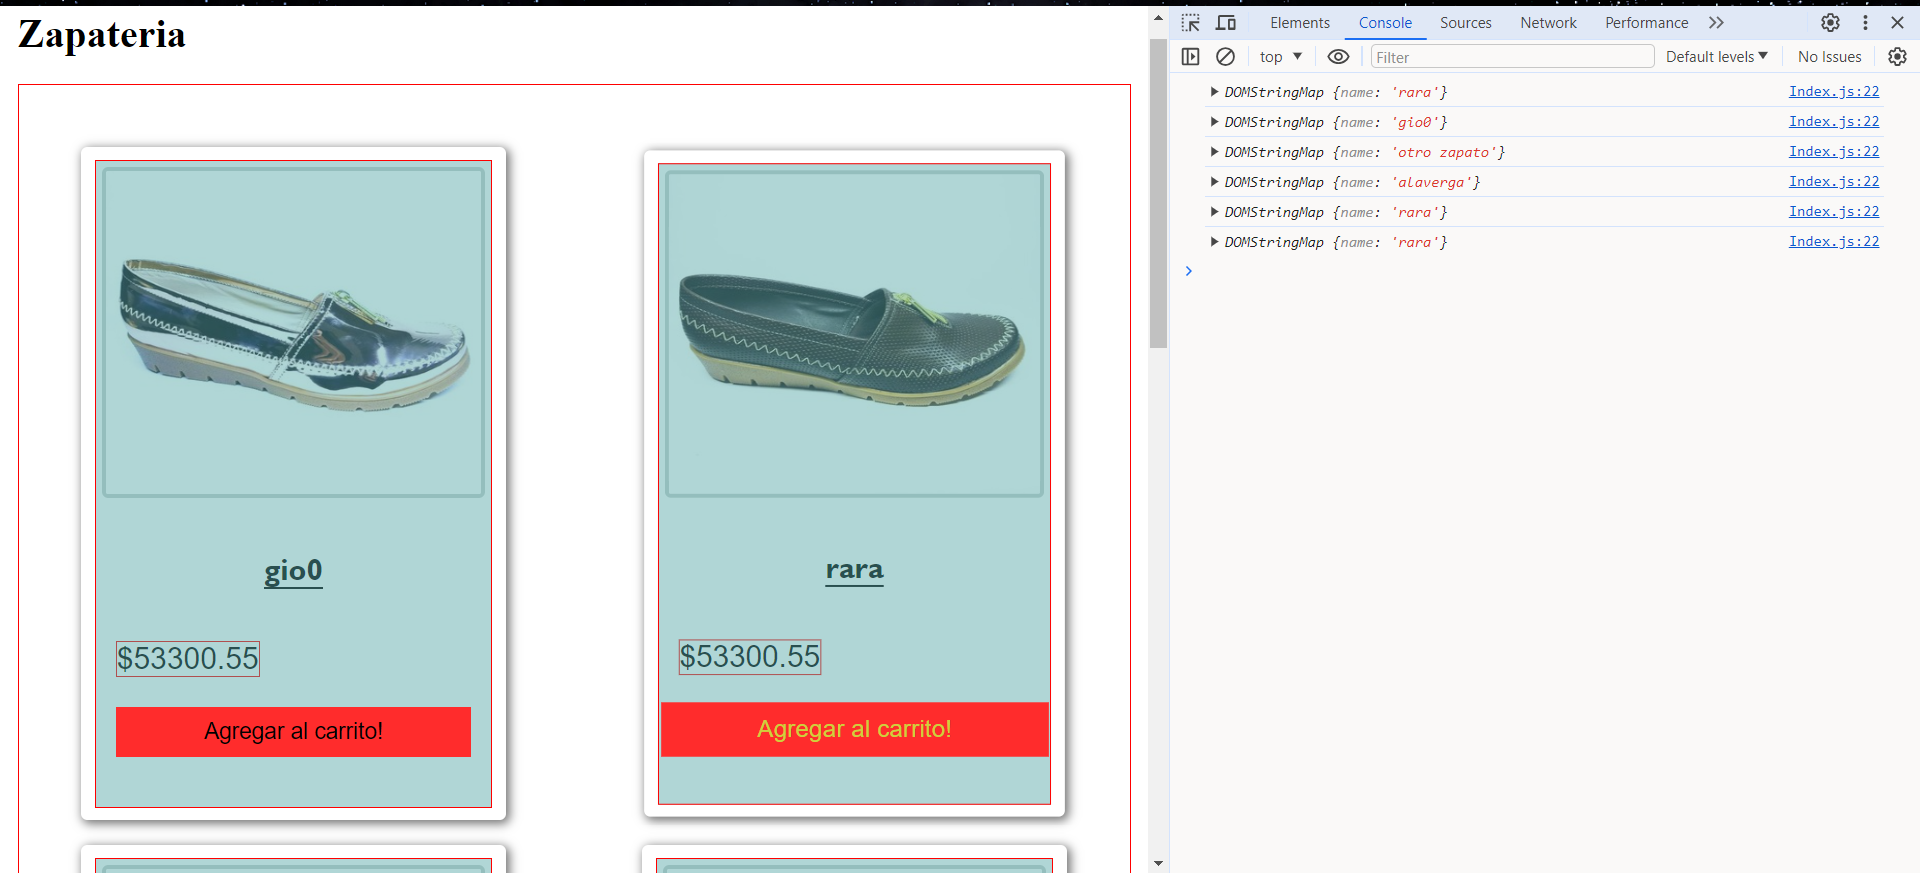 Zapateria
gio0
$53300.55
Agregar al carrito!
rara
$53300.55
Agregar al carrito!
Elements Console Sources Network Performance
top Filter Default levels No Issues
DOMStringMap {name: 'rara'} Index.js:22
DOMStringMap {name: 'gio0'} Index.js:22
DOMStringMap {name: 'otro zapato'} Index.js:22
DOMStringMap {name: 'alaverga'} Index.js:22
DOMStringMap {name: 'rara'} Index.js:22
DOMStringMap {name: 'rara'} Index.js:22